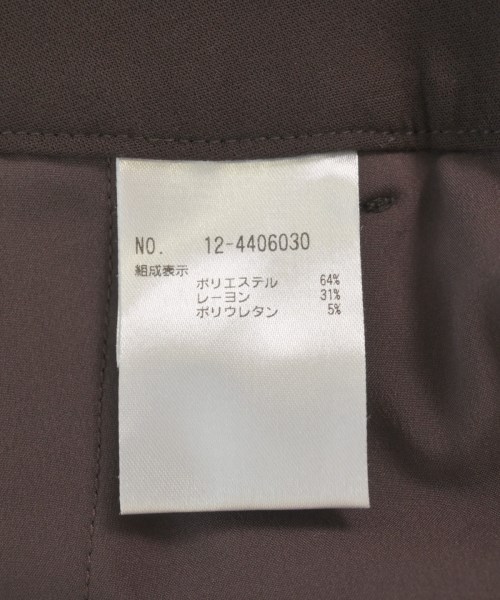 NO. 12-4406030
組成表示
ポリエステル 64%
レーヨン 31%
ポリウレタン 5%